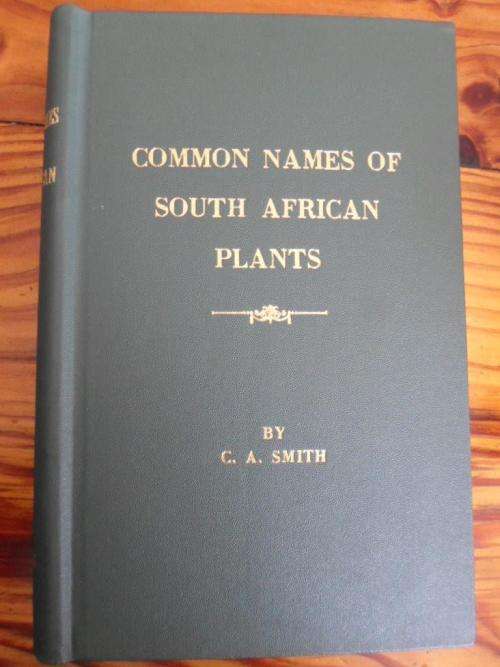 COMMON NAMES OF
SOUTH AFRICAN
PLANTS
BY
C. A. SMITH